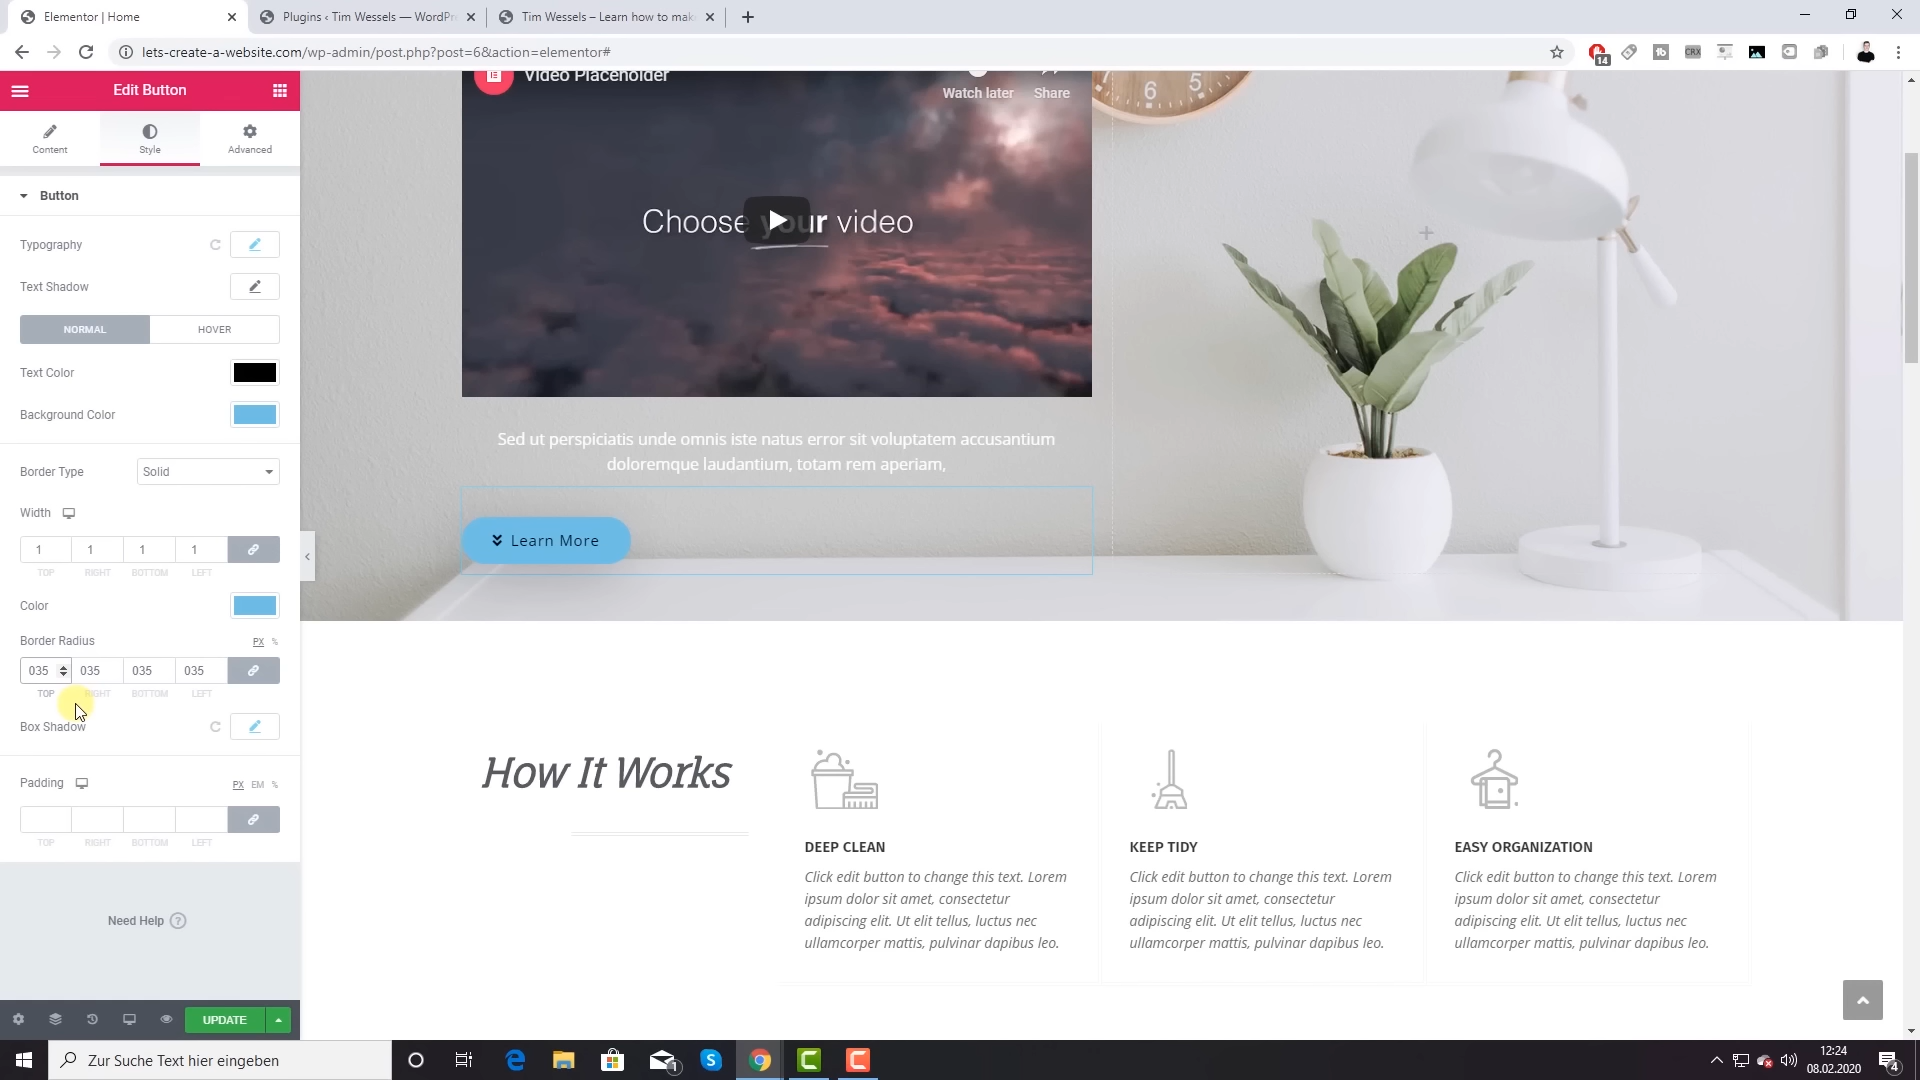 Elementor | Home
Plugins ‹ Tim Wessels — WordPr
Tim Wessels – Learn how to mak
lets-create-a-website.com/wp-admin/post.php?post=6&action=elementor#
14
CRX
Edit Button
Content
Style
Advanced
Button
Typography
Text Shadow
NORMAL
HOVER
Text Color
Background Color
Border Type
Solid
Width
1 1 1 1
TOP RIGHT BOTTOM LEFT
Color
Border Radius
PX %
035 035 035 035
TOP RIGHT BOTTOM LEFT
Box Shadow
Padding
PX EM %
TOP RIGHT BOTTOM LEFT
Need Help ?
UPDATE
Video Placeholder
Watch later
Share
6 5
Choose your video
Sed ut perspiciatis unde omnis iste natus error sit voluptatem accusantium
doloremque laudantium, totam rem aperiam,
Learn More
How It Works
DEEP CLEAN
Click edit button to change this text. Lorem
ipsum dolor sit amet, consectetur
adipiscing elit. Ut elit tellus, luctus nec
ullamcorper mattis, pulvinar dapibus leo.
KEEP TIDY
Click edit button to change this text. Lorem
ipsum dolor sit amet, consectetur
adipiscing elit. Ut elit tellus, luctus nec
ullamcorper mattis, pulvinar dapibus leo.
EASY ORGANIZATION
Click edit button to change this text. Lorem
ipsum dolor sit amet, consectetur
adipiscing elit. Ut elit tellus, luctus nec
ullamcorper mattis, pulvinar dapibus leo.
Zur Suche Text hier eingeben
1
12:24
08.02.2020
4